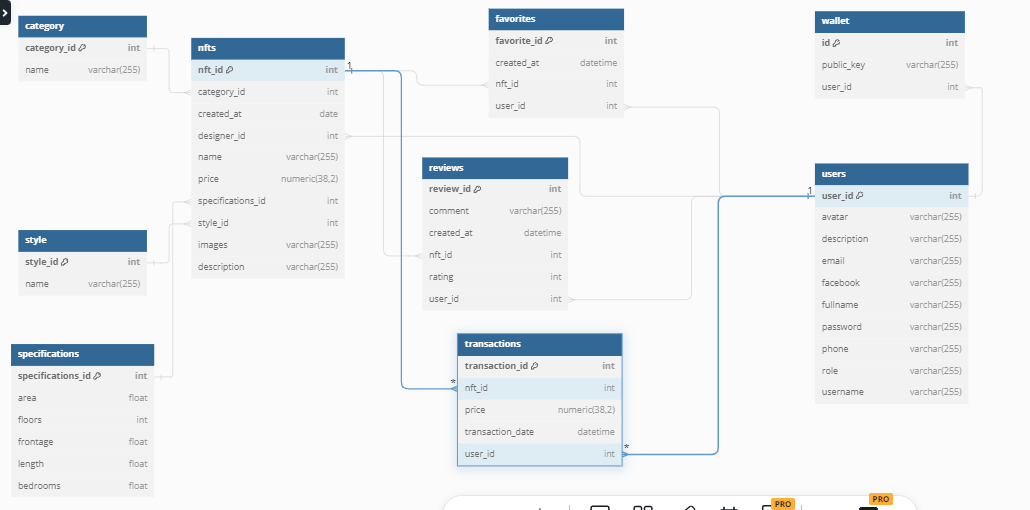 category
category_id int
name varchar(255)
nfts
nft_id int
category_id int
created_at date
designer_id int
name varchar(255)
price numeric(38,2)
specifications_id int
style_id int
images varchar(255)
description varchar(255)
favorites
favorite_id int
created_at datetime
nft_id int
user_id int
wallet
id int
public_key varchar(255)
user_id int
reviews
review_id int
comment varchar(255)
created_at datetime
nft_id int
rating int
user_id int
users
user_id int
avatar varchar(255)
description varchar(255)
email varchar(255)
facebook varchar(255)
fullname varchar(255)
password varchar(255)
phone varchar(255)
role varchar(255)
username varchar(255)
style
style_id int
name varchar(255)
specifications
specifications_id int
area float
floors int
frontage float
length float
bedrooms float
transactions
transaction_id int
nft_id int
price numeric(38,2)
transaction_date datetime
user_id int
1
1
*
*
PRO
PRO